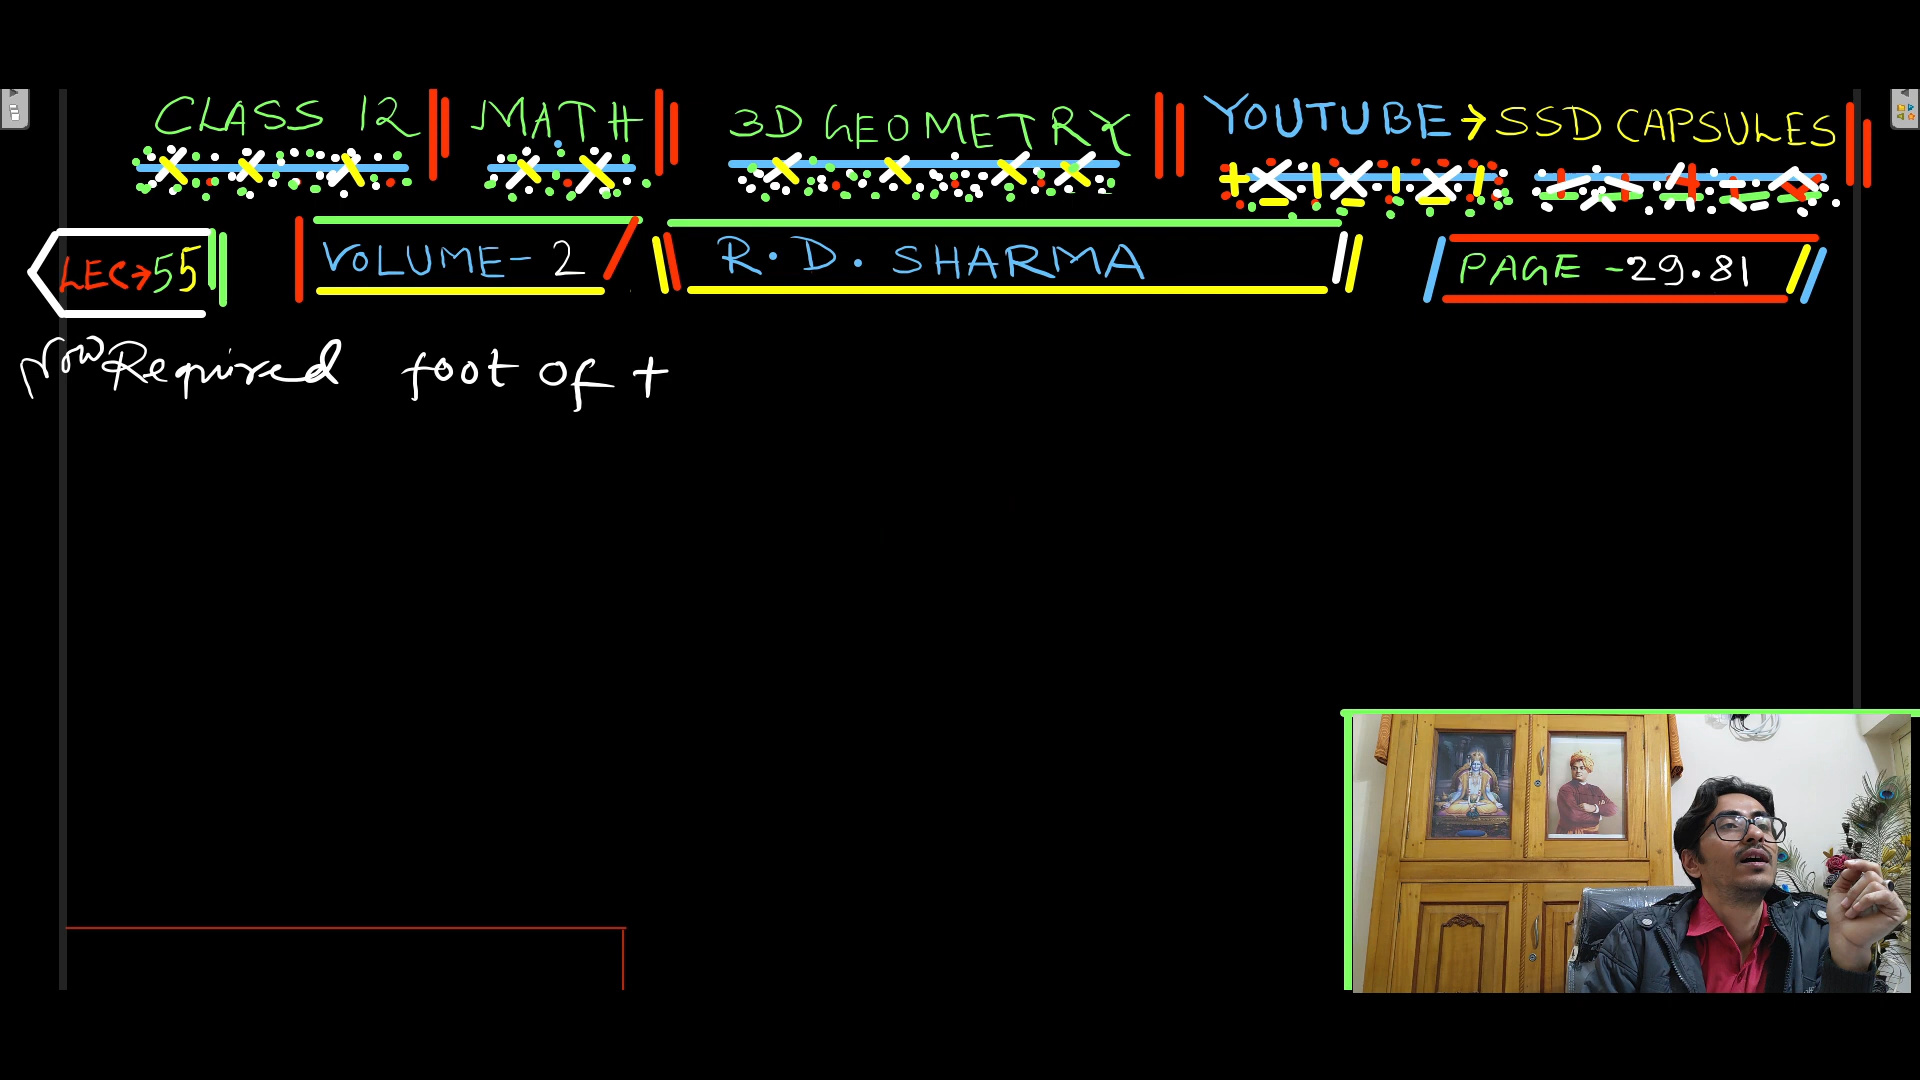 CLASS 12 MATH 3D GEOMETRY YOUTUBE → SSD CAPSULES
LEC→55 VOLUME-2 R.D. SHARMA PAGE -29.81
Now Required foot of t